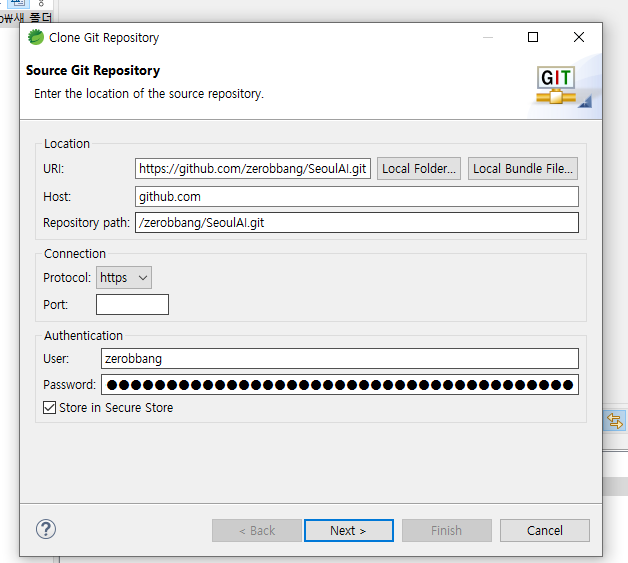 ₩새 폴더
Clone Git Repository
Source Git Repository
Enter the location of the source repository.
GIT
Location
URI: https://github.com/zerobbang/SeoulAI.git Local Folder... Local Bundle File...
Host: github.com
Repository path: /zerobbang/SeoulAI.git
Connection
Protocol: https
Port:
Authentication
User: zerobbang
Password: ●●●●●●●●●●●●●●●●●●●●●●●●●●●●●●●●●●●●●●●
Store in Secure Store
? < Back Next > Finish Cancel